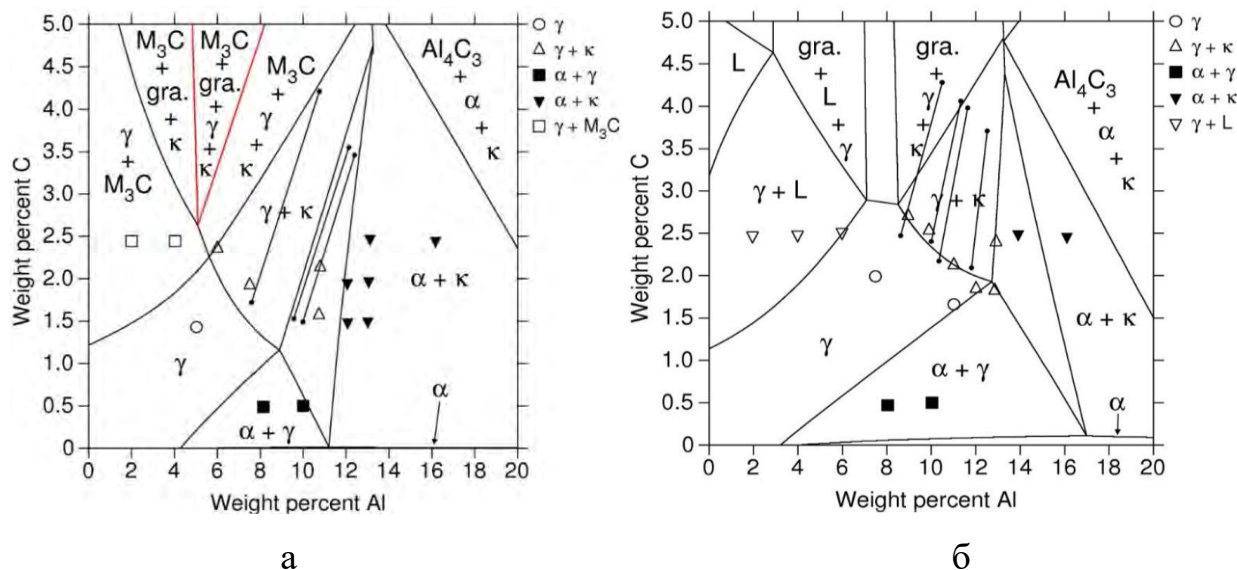 5.0
4.5
4.0
3.5
3.0
2.5
2.0
1.5
1.0
0.5
0
Weight percent C
M₃C + gra. + κ
M₃C + gra. + γ + κ
M₃C + γ + κ
γ + M₃C
Al₄C₃ + α + κ
γ + κ
α + κ
γ
α
α + γ
0 2 4 6 8 10 12 14 16 18 20
Weight percent Al
γ
γ + κ
α + γ
α + κ
γ + M₃C
а
5.0
4.5
4.0
3.5
3.0
2.5
2.0
1.5
1.0
0.5
0
Weight percent C
L
gra. + L + γ
gra. + γ + κ
Al₄C₃ + α + κ
γ + L
γ + κ
α + κ
γ
α + γ
α
0 2 4 6 8 10 12 14 16 18 20
Weight percent Al
γ
γ + κ
α + γ
α + κ
γ + L
б